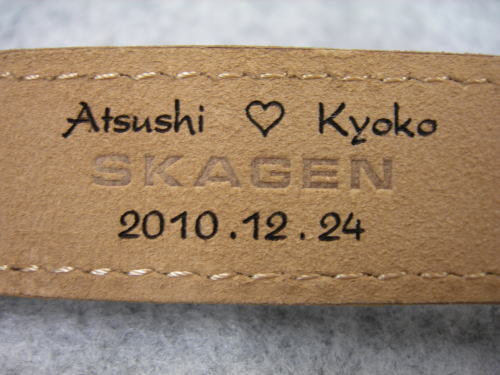 Atsushi ♡ Kyoko
SKAGEN
2010.12.24